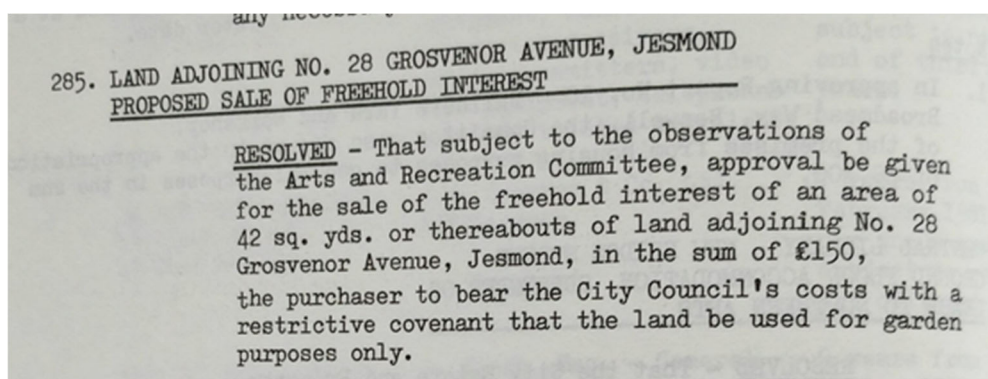 any
285. LAND ADJOINING NO. 28 GROSVENOR AVENUE, JESMOND
PROPOSED SALE OF FREEHOLD INTEREST
RESOLVED - That subject to the observations of
the Arts and Recreation Committee, approval be given
for the sale of the freehold interest of an area of
42 sq. yds. or thereabouts of land adjoining No. 28
Grosvenor Avenue, Jesmond, in the sum of £150,
the purchaser to bear the City Council's costs with a
restrictive covenant that the land be used for garden
purposes only.